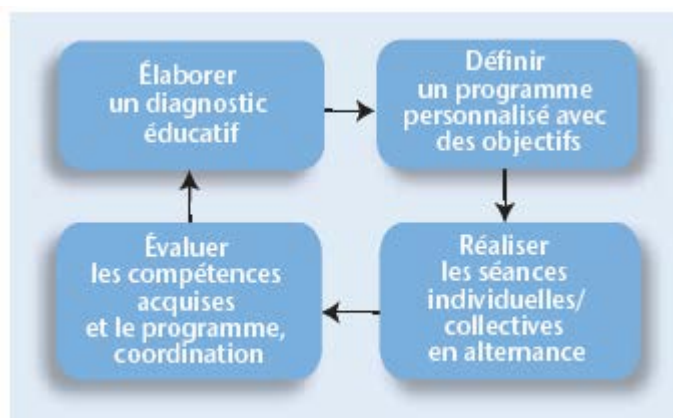 Élaborer
un diagnostic
éducatif
Définir
un programme
personnalisé avec
des objectifs
Réaliser
les séances
individuelles/
collectives
en alternance
Évaluer
les compétences
acquises
et le programme,
coordination